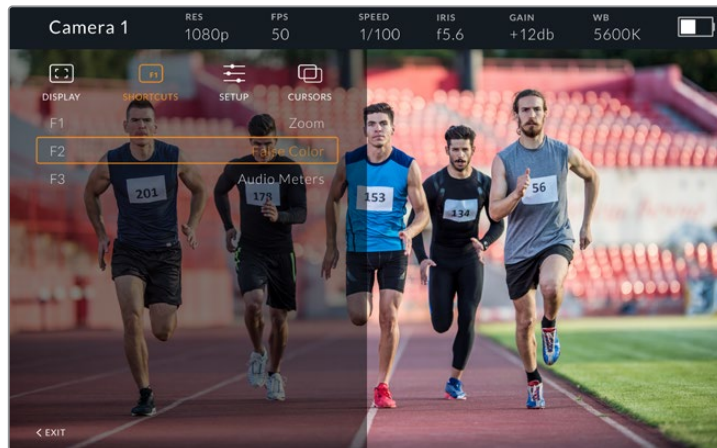 Camera 1
RES
1080p
FPS
50
SPEED
1/100
IRIS
f5.6
GAIN
+12db
WB
5600K
DISPLAY
F1
SHORTCUTS
SETUP
CURSORS
F1 Zoom
F2 False Color
F3 Audio Meters
201
178
153
134
56
< EXIT